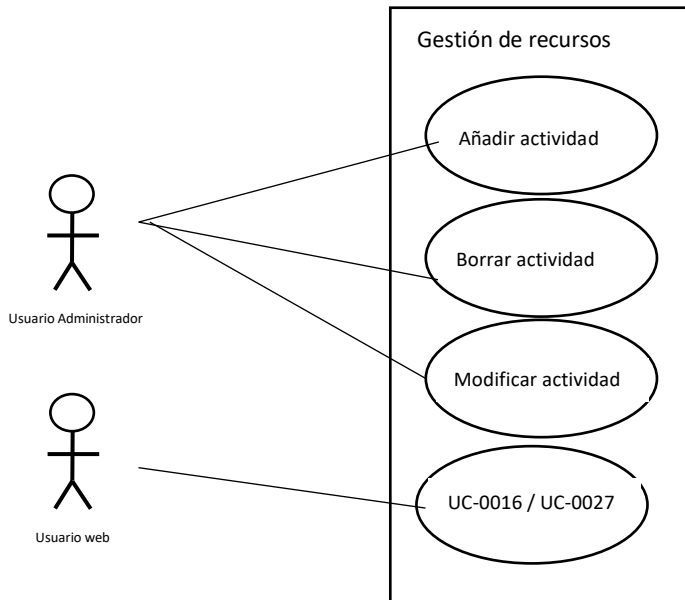 Gestión de recursos
Añadir actividad
Borrar actividad
Usuario Administrador
Modificar actividad
UC-0016 / UC-0027
Usuario web